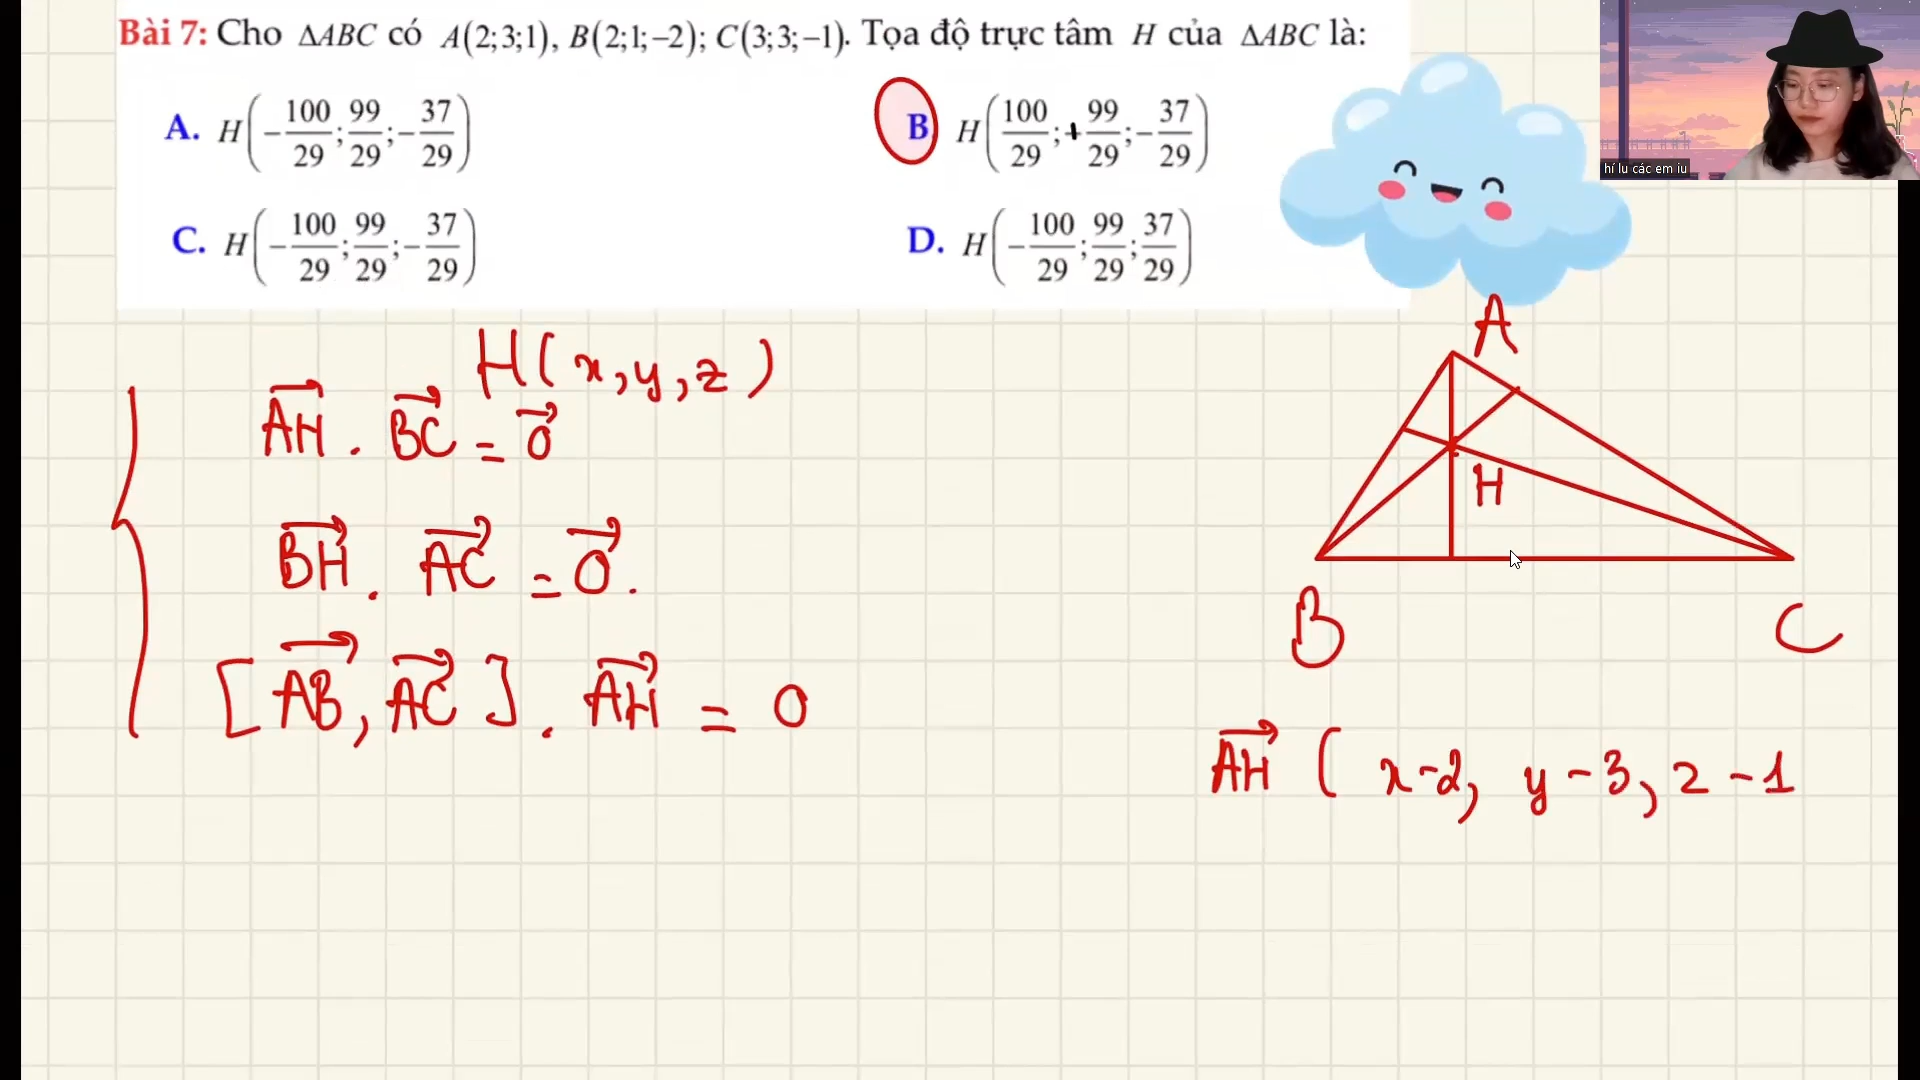 Bài 7: Cho ΔABC có A(2;3;1), B(2;1;−2); C(3;3;−1). Tọa độ trực tâm H của ΔABC là:
A. H(−100/29; 99/29; −37/29)
B H(100/29; +99/29; −37/29)
C. H(−100/29; 99/29; −37/29)
D. H(−100/29; 99/29; 37/29)
hí lu các em iu
H(x,y,z)
AH⃗ . BC⃗ = 0⃗
BH⃗ . AC⃗ = 0⃗.
[AB⃗, AC⃗] . AH⃗ = 0
A
H
B
C
AH⃗ (x-2, y-3, z-1